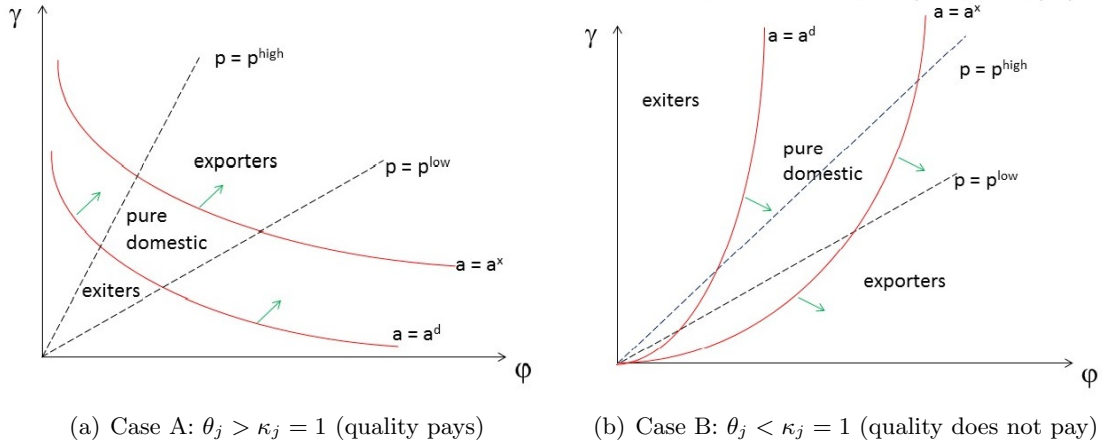 γ
p = p^high
exporters
p = p^low
pure
domestic
a = a^x
exiters
a = a^d
φ
(a) Case A: θ_j > κ_j = 1 (quality pays)
a = a^x
γ
a = a^d
p = p^high
exiters
pure
domestic
p = p^low
exporters
φ
(b) Case B: θ_j < κ_j = 1 (quality does not pay)